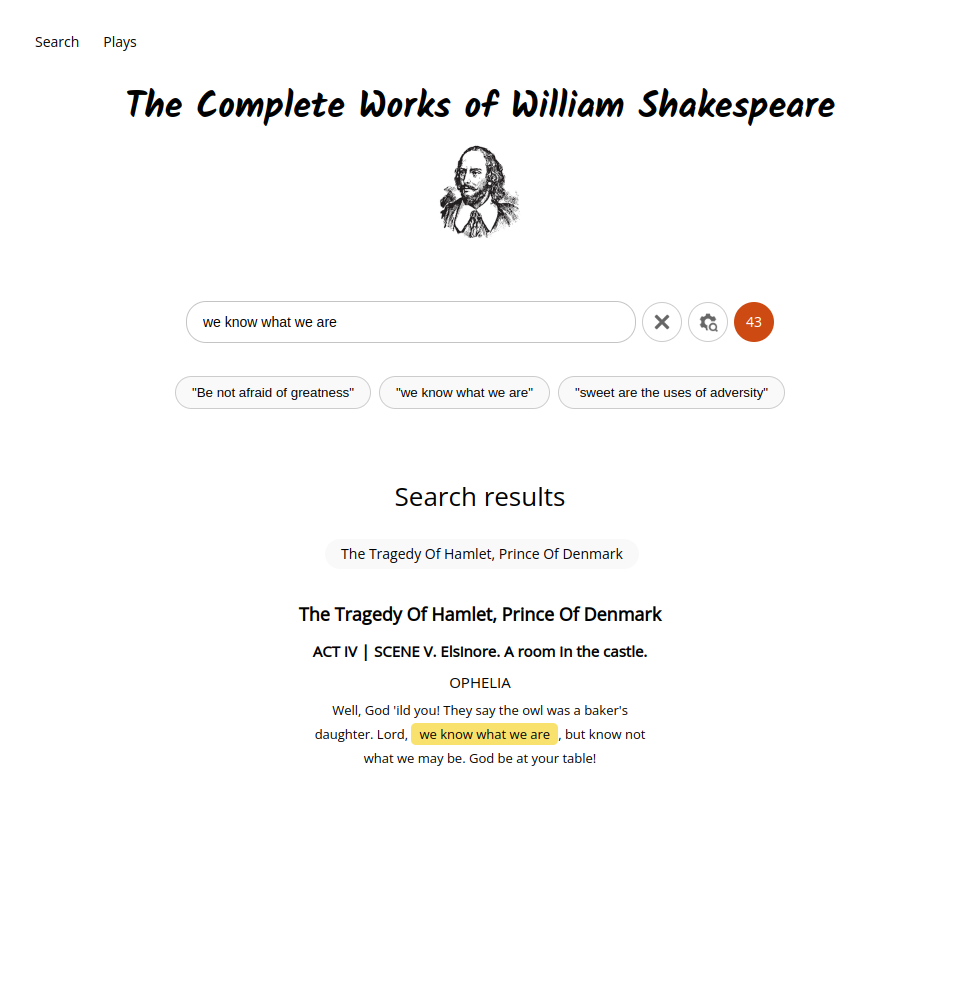 Search Plays
The Complete Works of William Shakespeare
we know what we are
43
"Be not afraid of greatness" "we know what we are" "sweet are the uses of adversity"
Search results
The Tragedy Of Hamlet, Prince Of Denmark
The Tragedy Of Hamlet, Prince Of Denmark
ACT IV | SCENE V. Elsinore. A room in the castle.
OPHELIA
Well, God 'ild you! They say the owl was a baker's
daughter. Lord, we know what we are, but know not
what we may be. God be at your table!